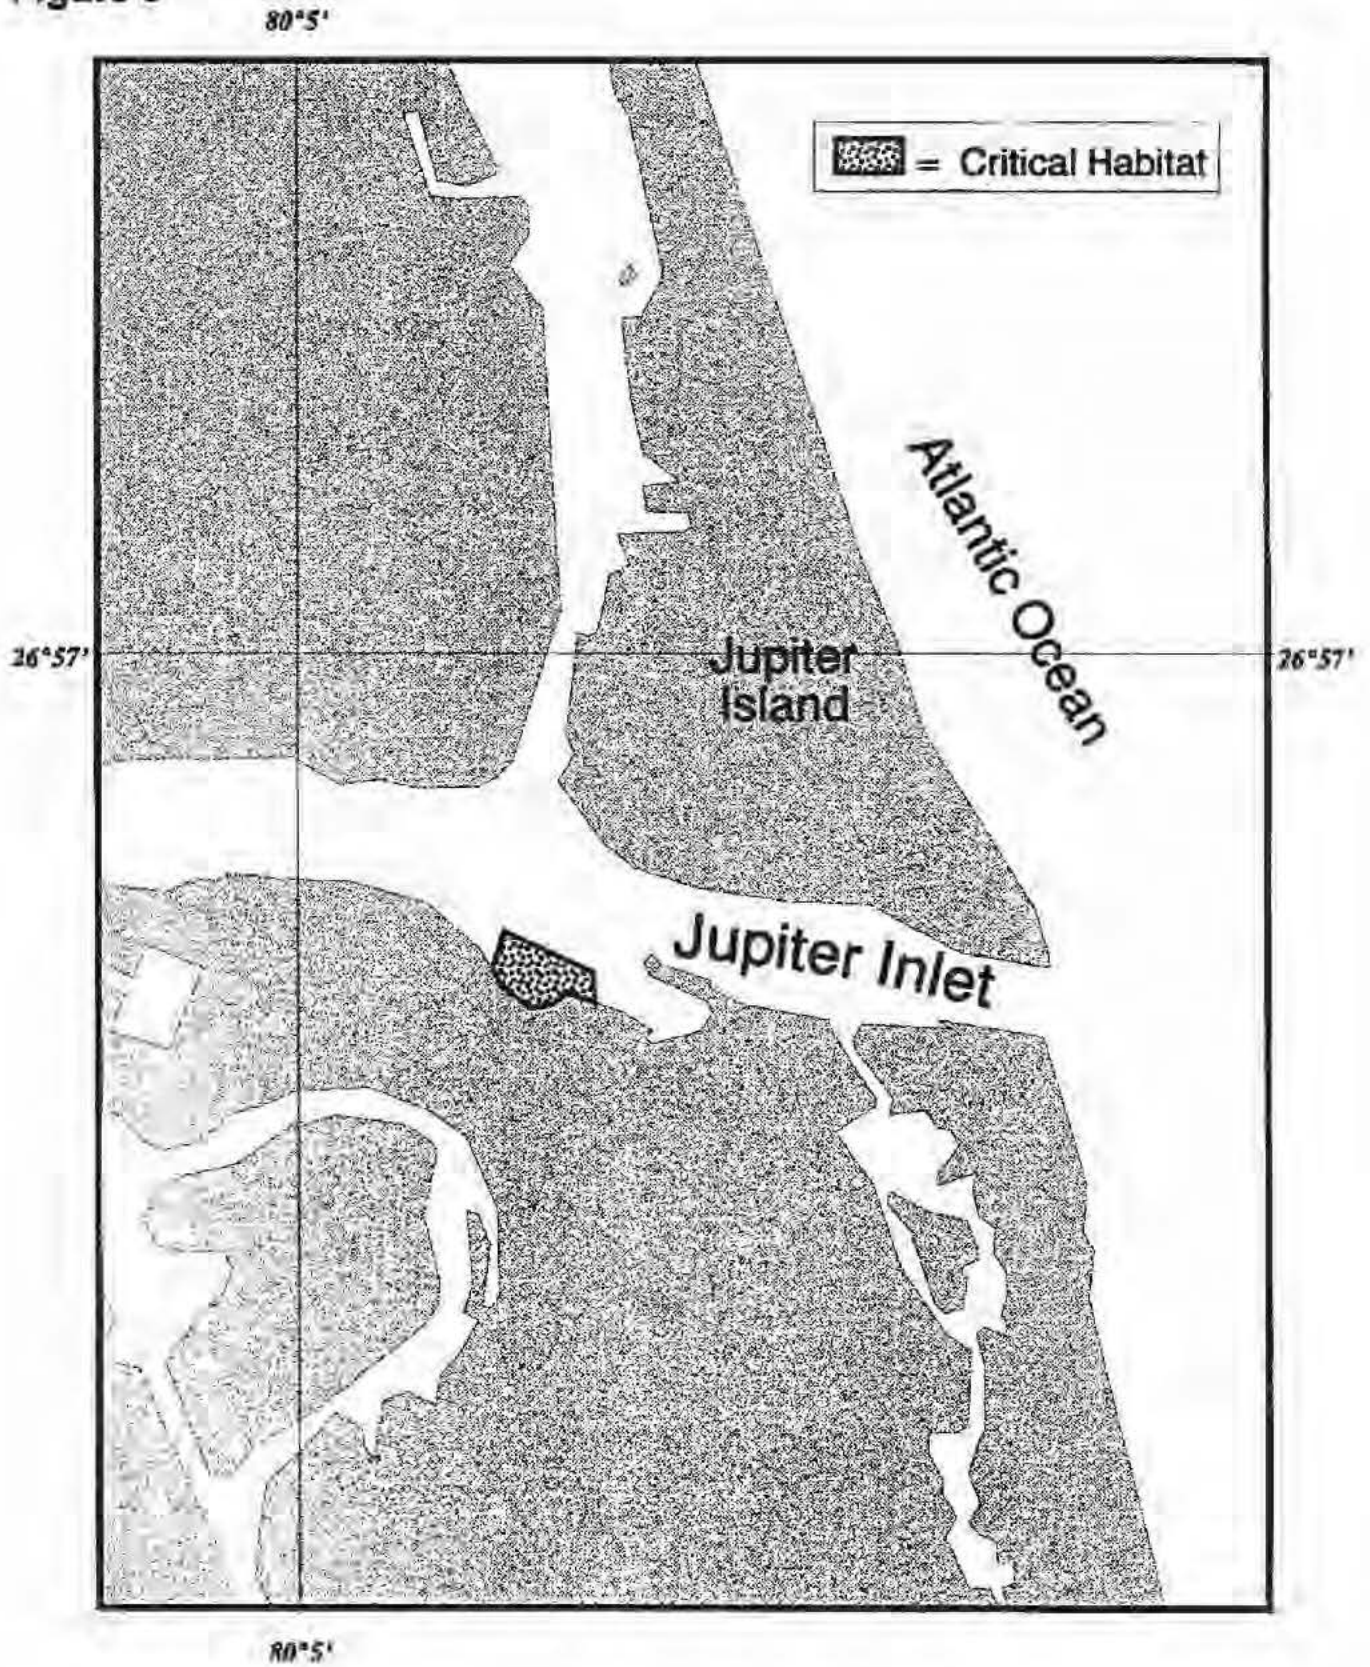 80°5'
= Critical Habitat
Atlantic Ocean
26°57'
26°57'
Jupiter
Island
Jupiter Inlet
80°5'